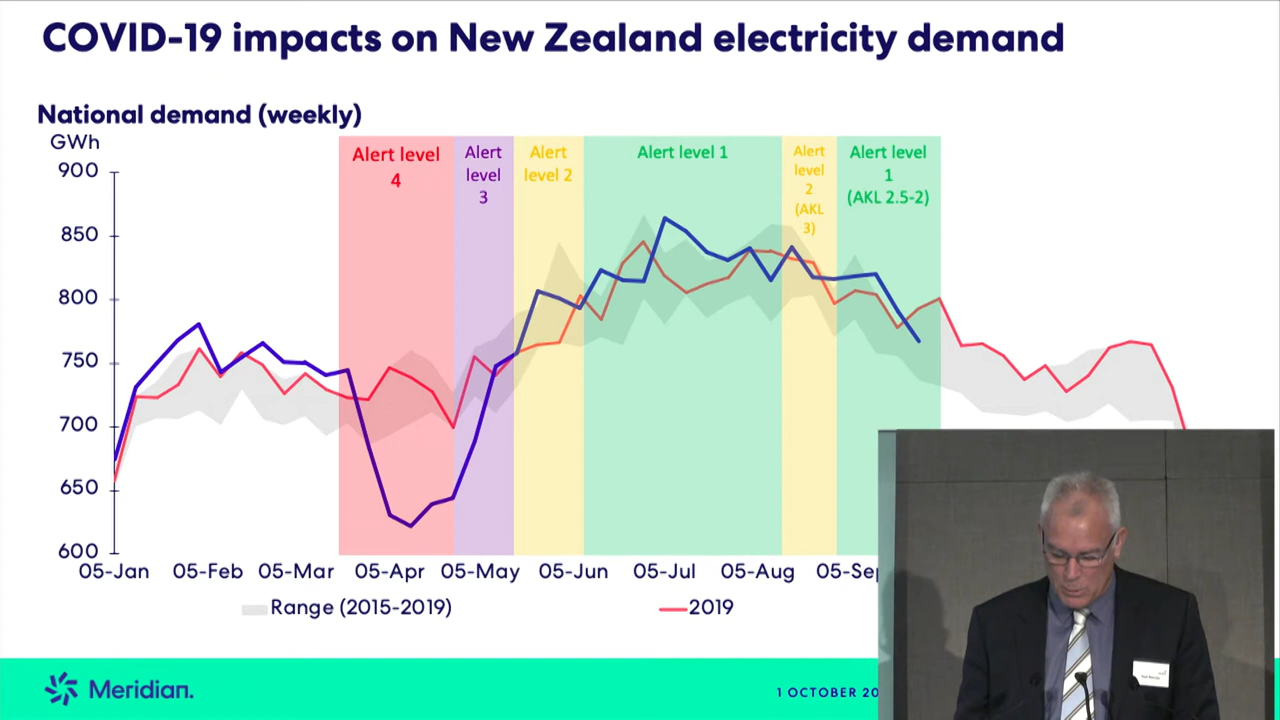 COVID-19 impacts on New Zealand electricity demand
National demand (weekly)
GWh
900
850
800
750
700
650
600
Alert level
4
Alert
level
3
Alert
level 2
Alert level 1
Alert
level
2
(AKL
3)
Alert level
1
(AKL 2.5-2)
05-Jan 05-Feb 05-Mar 05-Apr 05-May 05-Jun 05-Jul 05-Aug 05-Sep
Range (2015-2019) 2019
Meridian.
1 OCTOBER 20